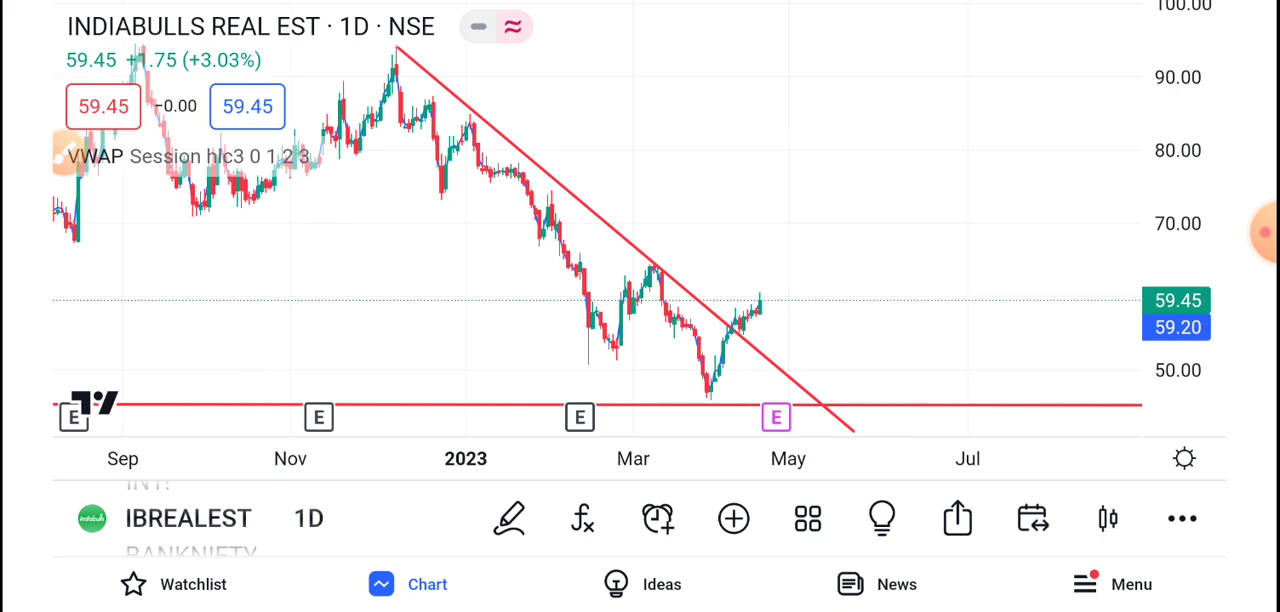 100.00
INDIABULLS REAL EST · 1D · NSE
59.45 +1.75 (+3.03%)
90.00
59.45 −0.00 59.45
VWAP Session hlc3 0 1 2 3
80.00
70.00
59.45
59.20
50.00
E E E E
Sep Nov 2023 Mar May Jul
IBREALEST 1D
BANKNIFTY
Watchlist Chart Ideas News Menu